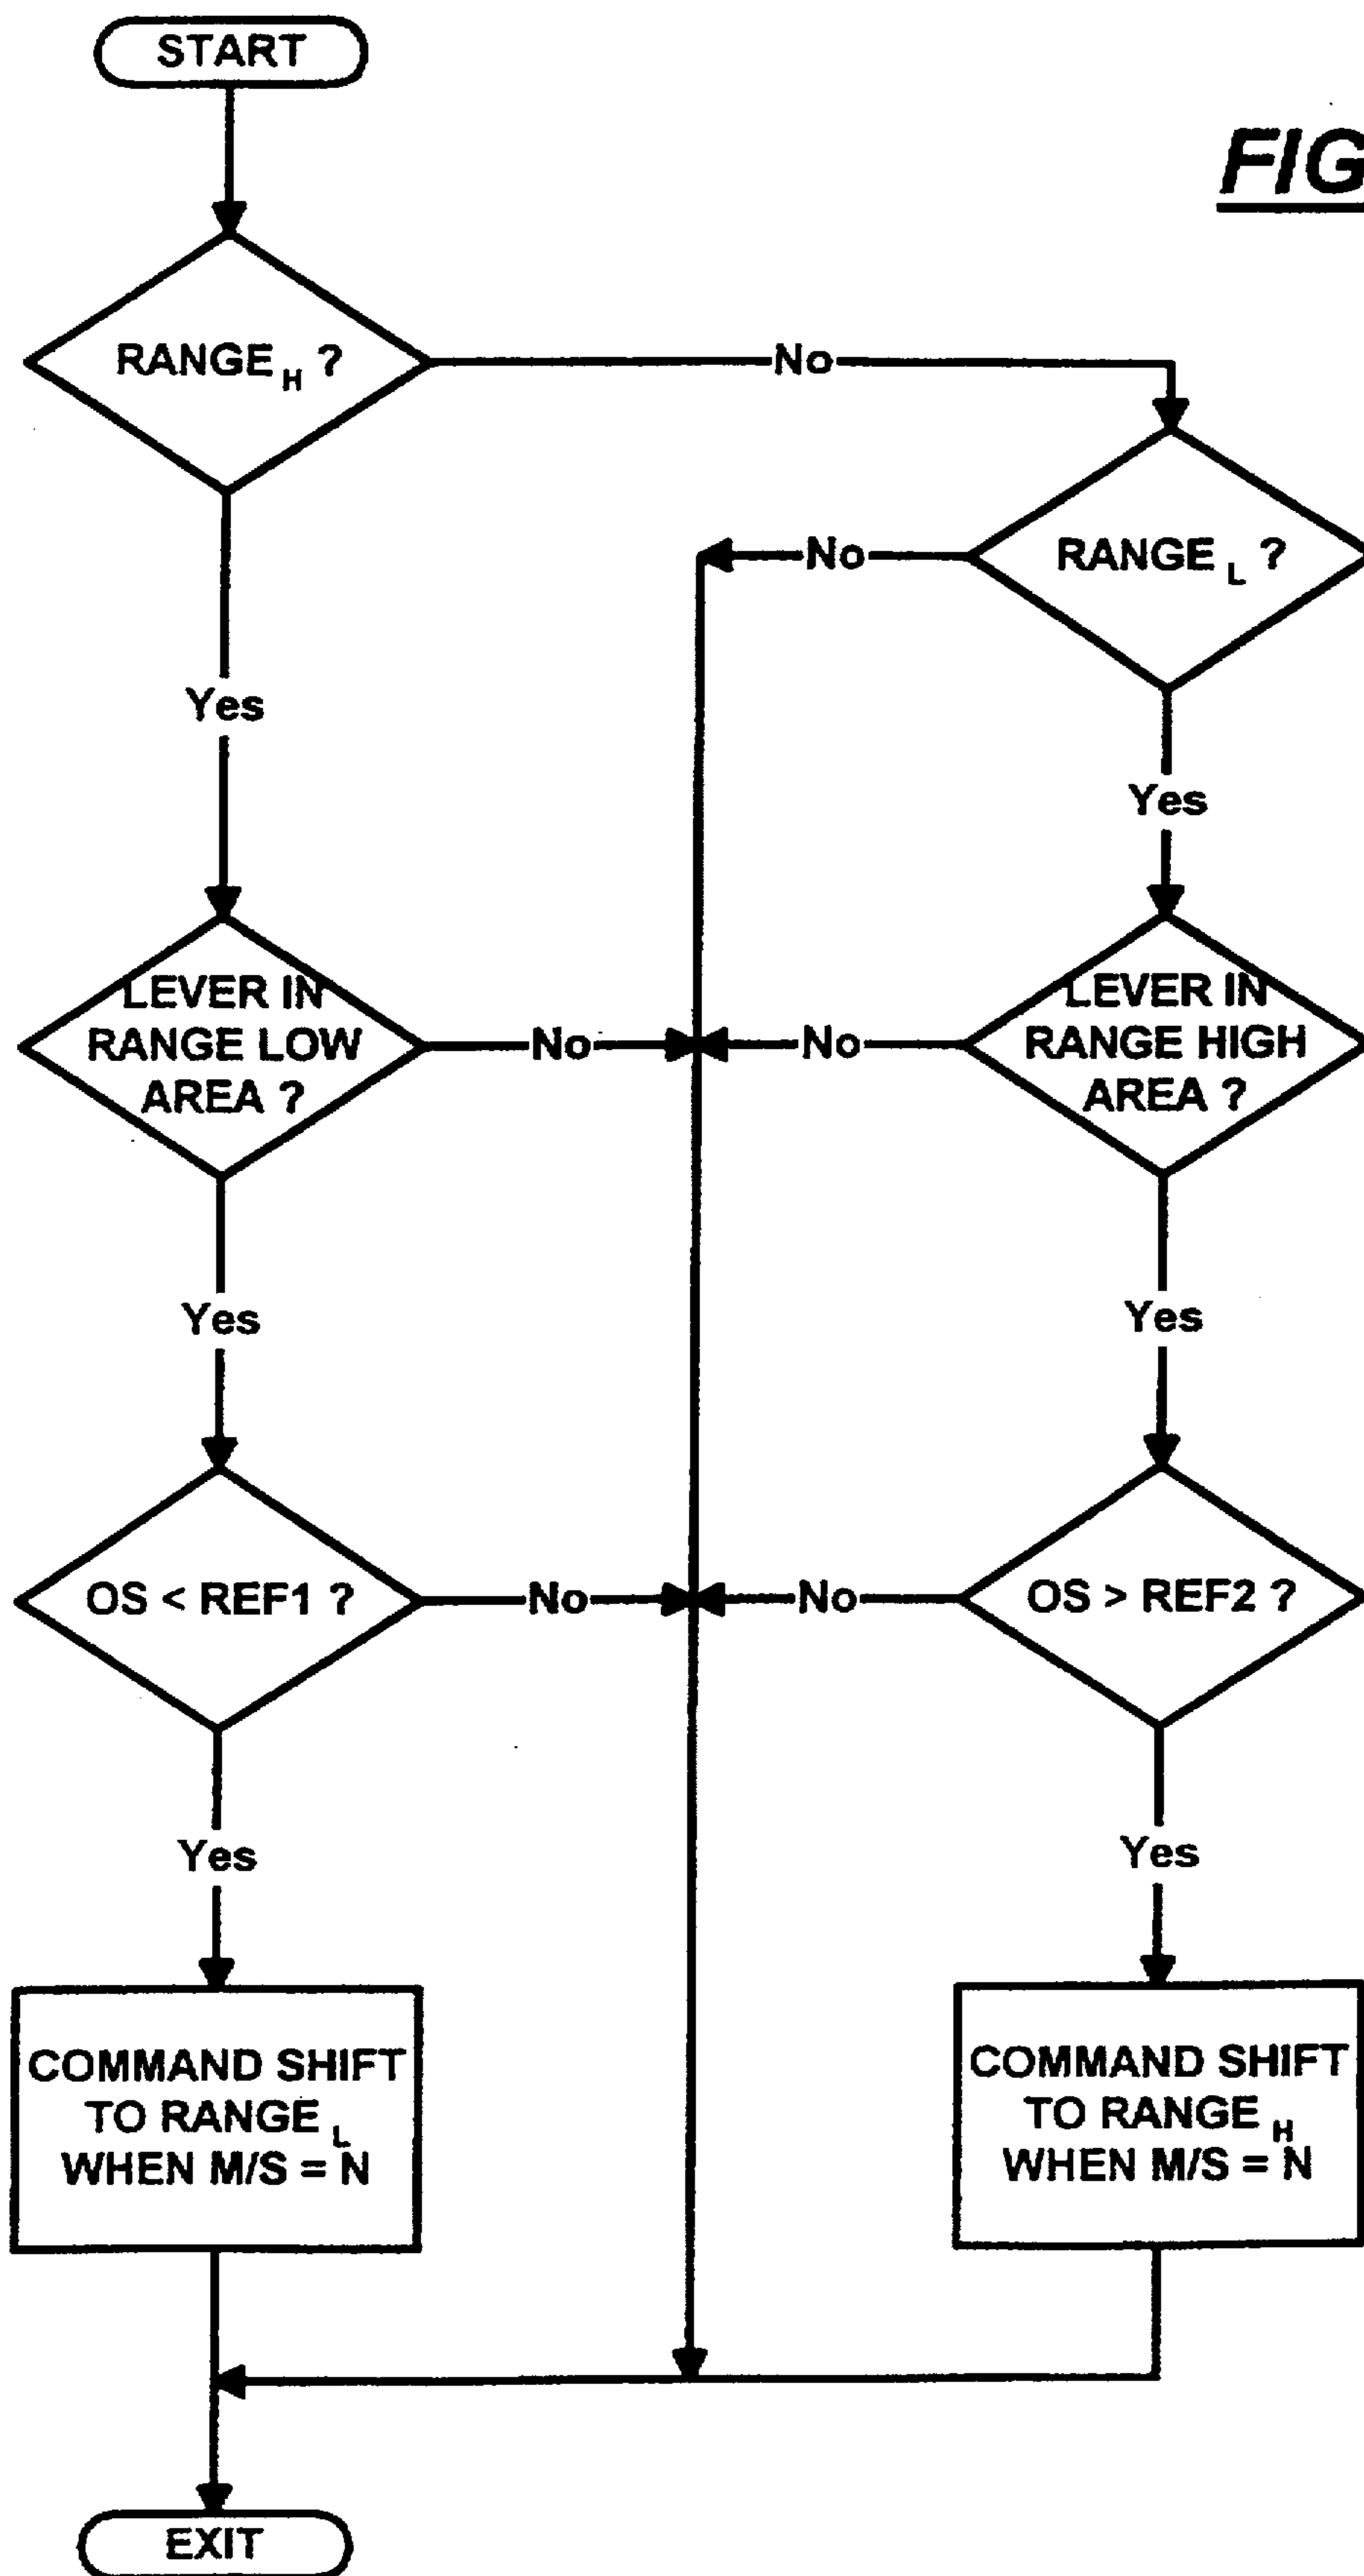 START
FIG
RANGE H ?
No
RANGE L ?
No
Yes
Yes
LEVER IN
RANGE LOW
AREA ?
No
No
LEVER IN
RANGE HIGH
AREA ?
Yes
Yes
OS < REF1 ?
No
No
OS > REF2 ?
Yes
Yes
COMMAND SHIFT
TO RANGE L
WHEN M/S = N
COMMAND SHIFT
TO RANGE H
WHEN M/S = N
EXIT